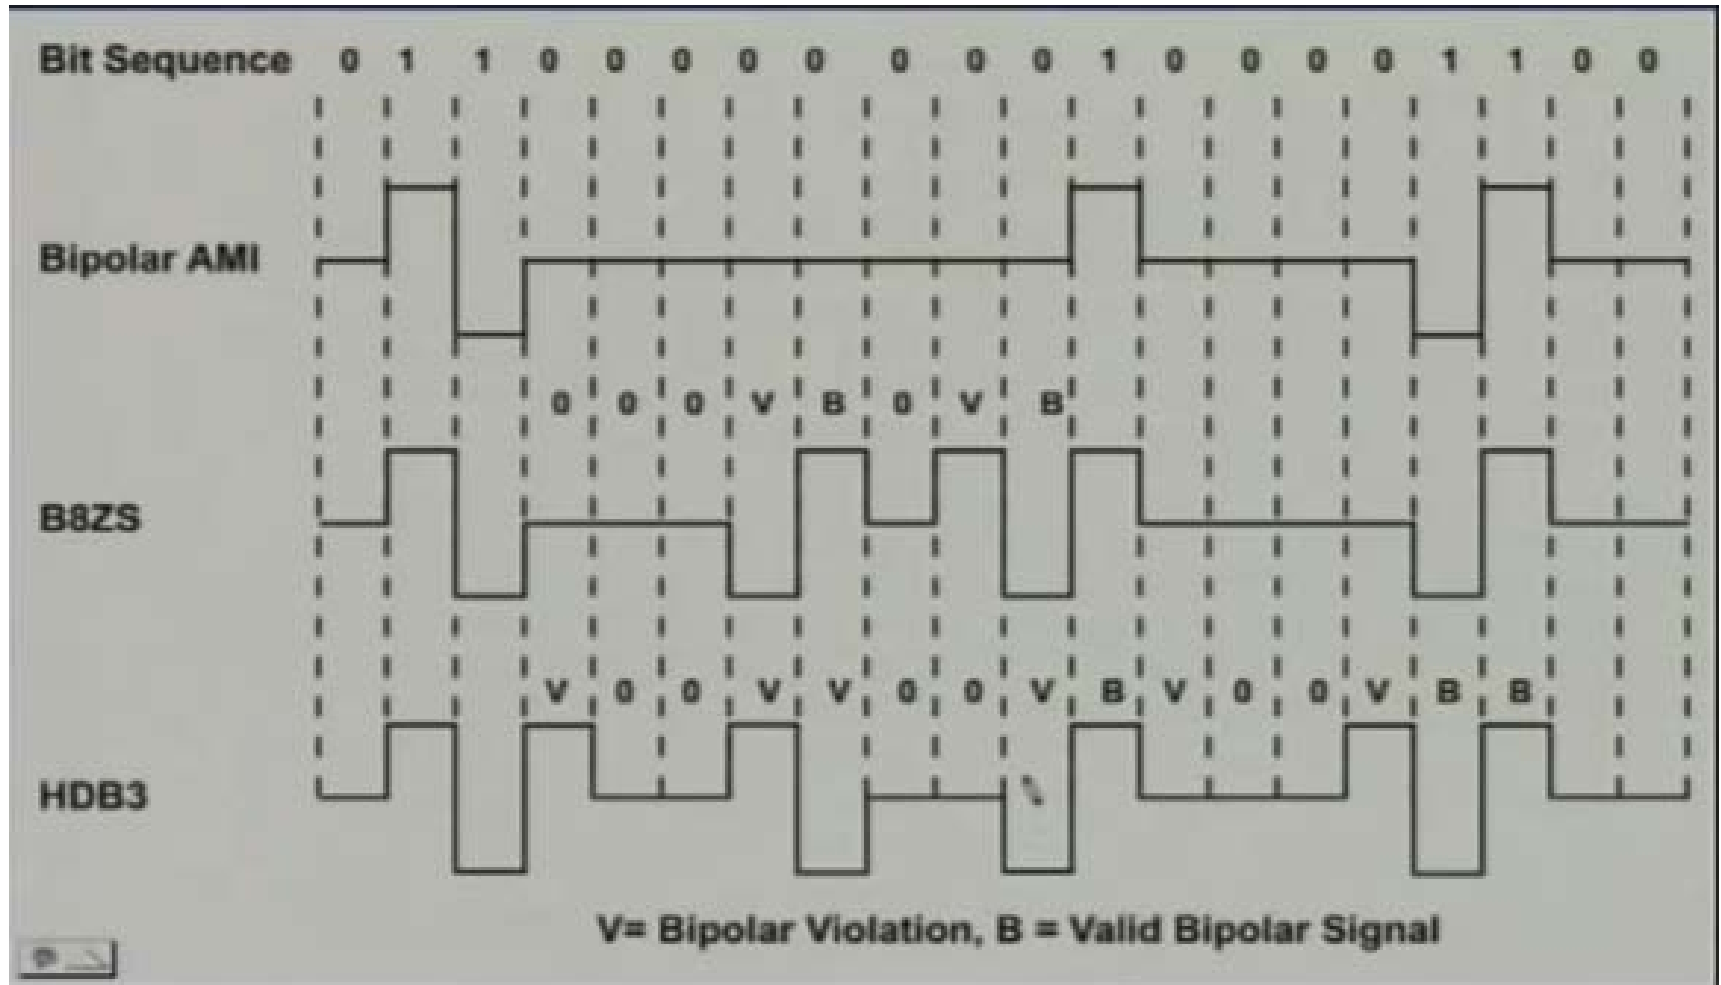 Bit Sequence 0 1 1 0 0 0 0 0 0 0 0 1 0 0 0 0 1 1 0 0
Bipolar AMI
0 0 0 V B 0 V B
B8ZS
V 0 0 V V 0 0 V B V 0 0 V B B
HDB3
V= Bipolar Violation, B = Valid Bipolar Signal